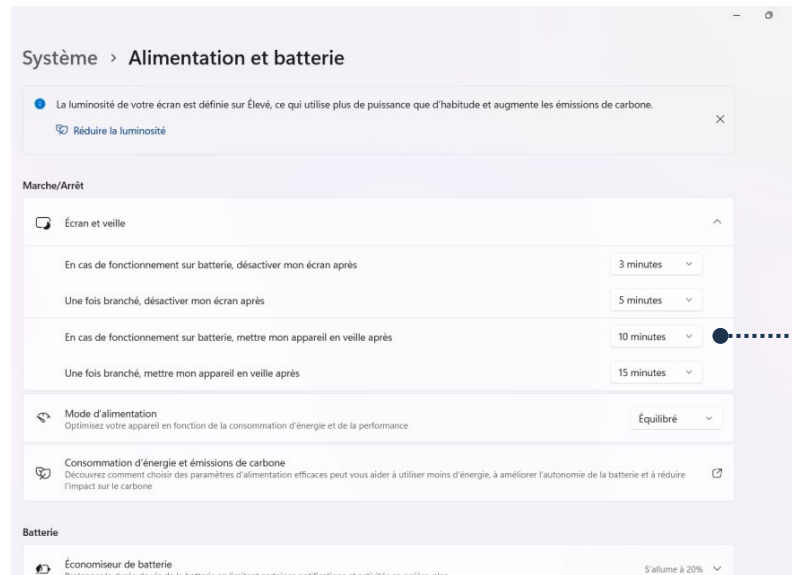 Système > Alimentation et batterie
La luminosité de votre écran est définie sur Élevé, ce qui utilise plus de puissance que d'habitude et augmente les émissions de carbone.
Réduire la luminosité
Marche/Arrêt
Écran et veille
En cas de fonctionnement sur batterie, désactiver mon écran après 3 minutes
Une fois branché, désactiver mon écran après 5 minutes
En cas de fonctionnement sur batterie, mettre mon appareil en veille après 10 minutes
Une fois branché, mettre mon appareil en veille après 15 minutes
Mode d'alimentation
Optimisez votre appareil en fonction de la consommation d'énergie et de la performance
Équilibré
Consommation d'énergie et émissions de carbone
Découvrez comment choisir des paramètres d'alimentation efficaces peut vous aider à utiliser moins d'énergie, à améliorer l'autonomie de la batterie et à réduire
l'impact sur le carbone
Batterie
Économiseur de batterie
S'allume à 20%